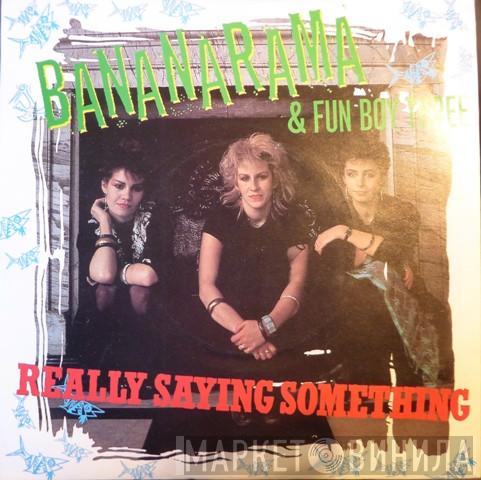 BANANARAMA
& FUN BOY THREE
REALLY SAYING SOMETHING
МАРКЕТ ВИНИЛА